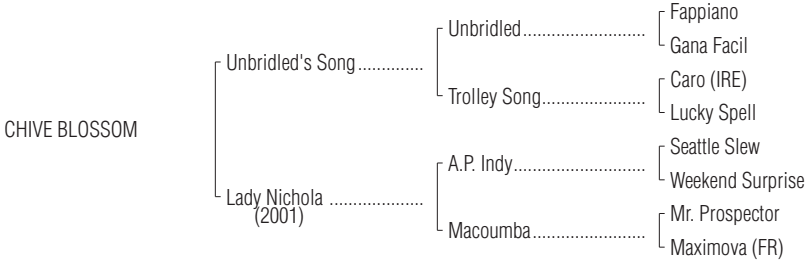 Fappiano
Unbridled..........................
Gana Facil
Unbridled's Song..............
Caro (IRE)
Trolley Song......................
Lucky Spell
CHIVE BLOSSOM
Seattle Slew
A.P. Indy............................
Weekend Surprise
Lady Nichola ....................
(2001)
Mr. Prospector
Macoumba........................
Maximova (FR)